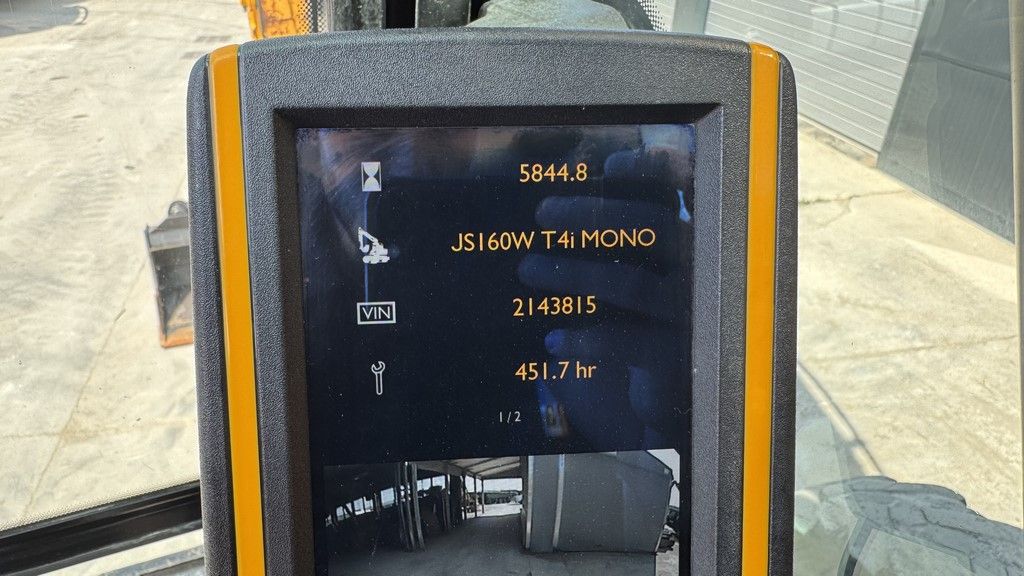 5844.8
JS160W T4i MONO
VIN 2143815
451.7 hr
1/2